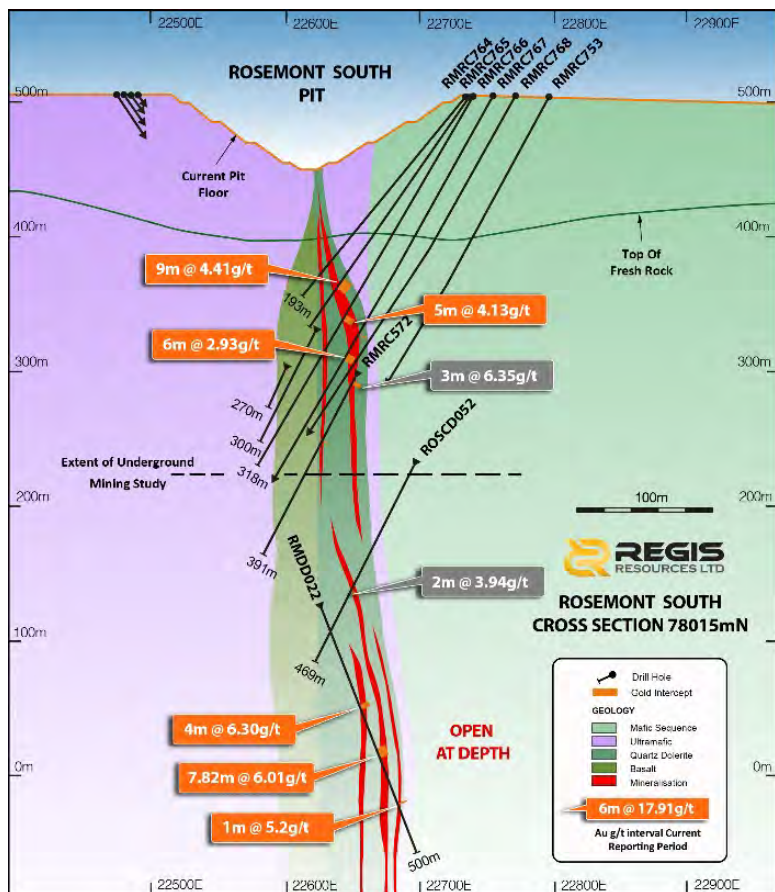 22500E
22600E
22700E
22800E
22900E
RMRC764
RMRC765
RMRC766
RMRC767
RMRC768
RMRC753
ROSEMONT SOUTH
PIT
500m
500m
Current Pit
Floor
400m
400m
Top Of
Fresh Rock
9m @ 4.41g/t
193m
5m @ 4.13g/t
6m @ 2.93g/t
RMRC572
300m
300m
3m @ 6.35g/t
270m
ROSCD052
300m
318m
Extent of Underground
Mining Study
200m
200m
100m
391m
REGIS
RESOURCES LTD
RMDD022
2m @ 3.94g/t
ROSEMONT SOUTH
CROSS SECTION 78015mN
100m
100m
469m
Drill Hole
Gold Intercept
GEOLOGY
Mafic Sequence
Ultramafic
Quartz Dolerite
Basalt
Mineralisation
4m @ 6.30g/t
OPEN
AT DEPTH
7.82m @ 6.01g/t
0m
0m
6m @ 17.91g/t
Au g/t interval Current
Reporting Period
1m @ 5.2g/t
500m
22500E
22600E
22700E
22800E
22900E